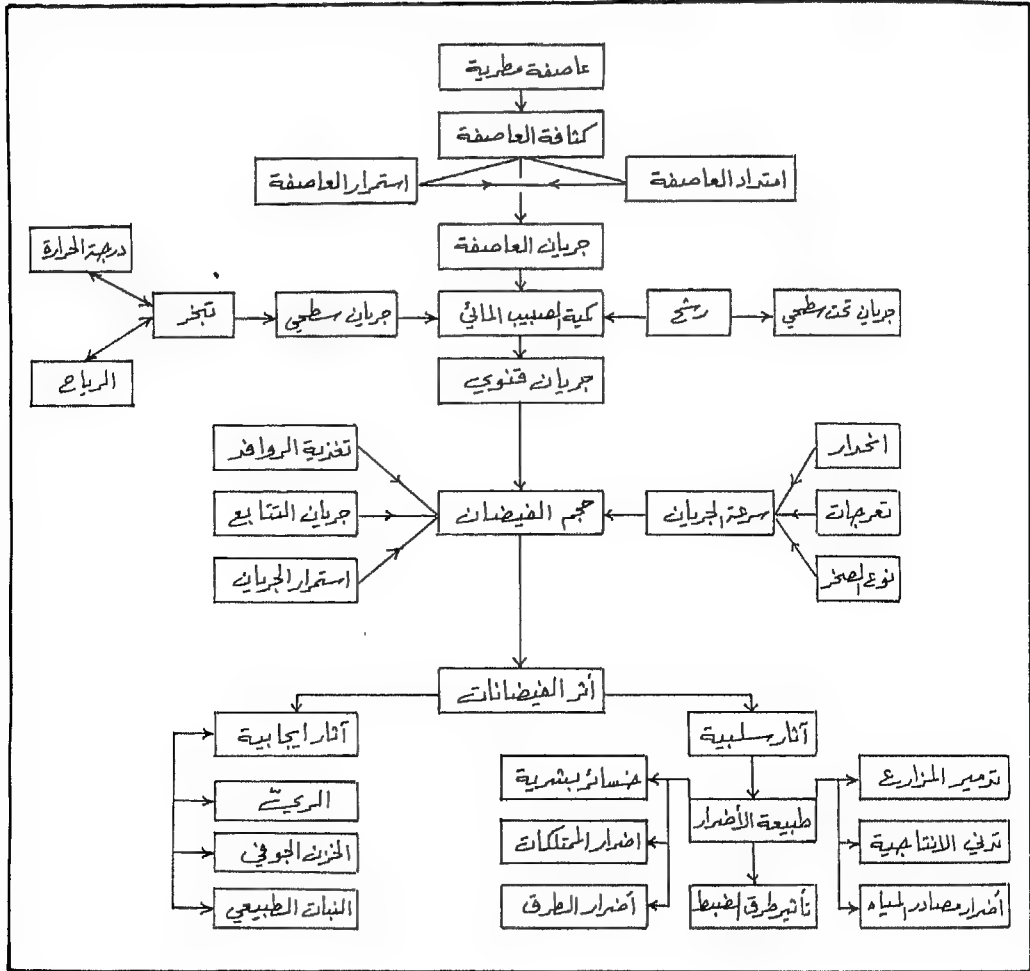 عاصفة مطرية
كثافة العاصفة
امتداد العاصفة
استمرار العاصفة
جريان العاصفة
درجة الحرارة
جريان تحت سطحي
رشح
كمية الصبيب المائي
جريان سطحي
تبخر
الرياح
جريان قنوي
انحدار
تغذية الروافد
تعرجات
سرعة الجريان
حجم الفيضان
جريان التتابع
نوع الصخر
استمرار الجريان
أثر الفيضانات
آثار سلبية
آثار ايجابية
تدمير المزارع
خسائر بشرية
الريّ
طبيعة الأضرار
تدني الانتاجية
اضرار الممتلكات
الخزن الجوفي
أضرار مصادر المياه
تأثير طرق الضبط
أضرار الطرق
النبات الطبيعي